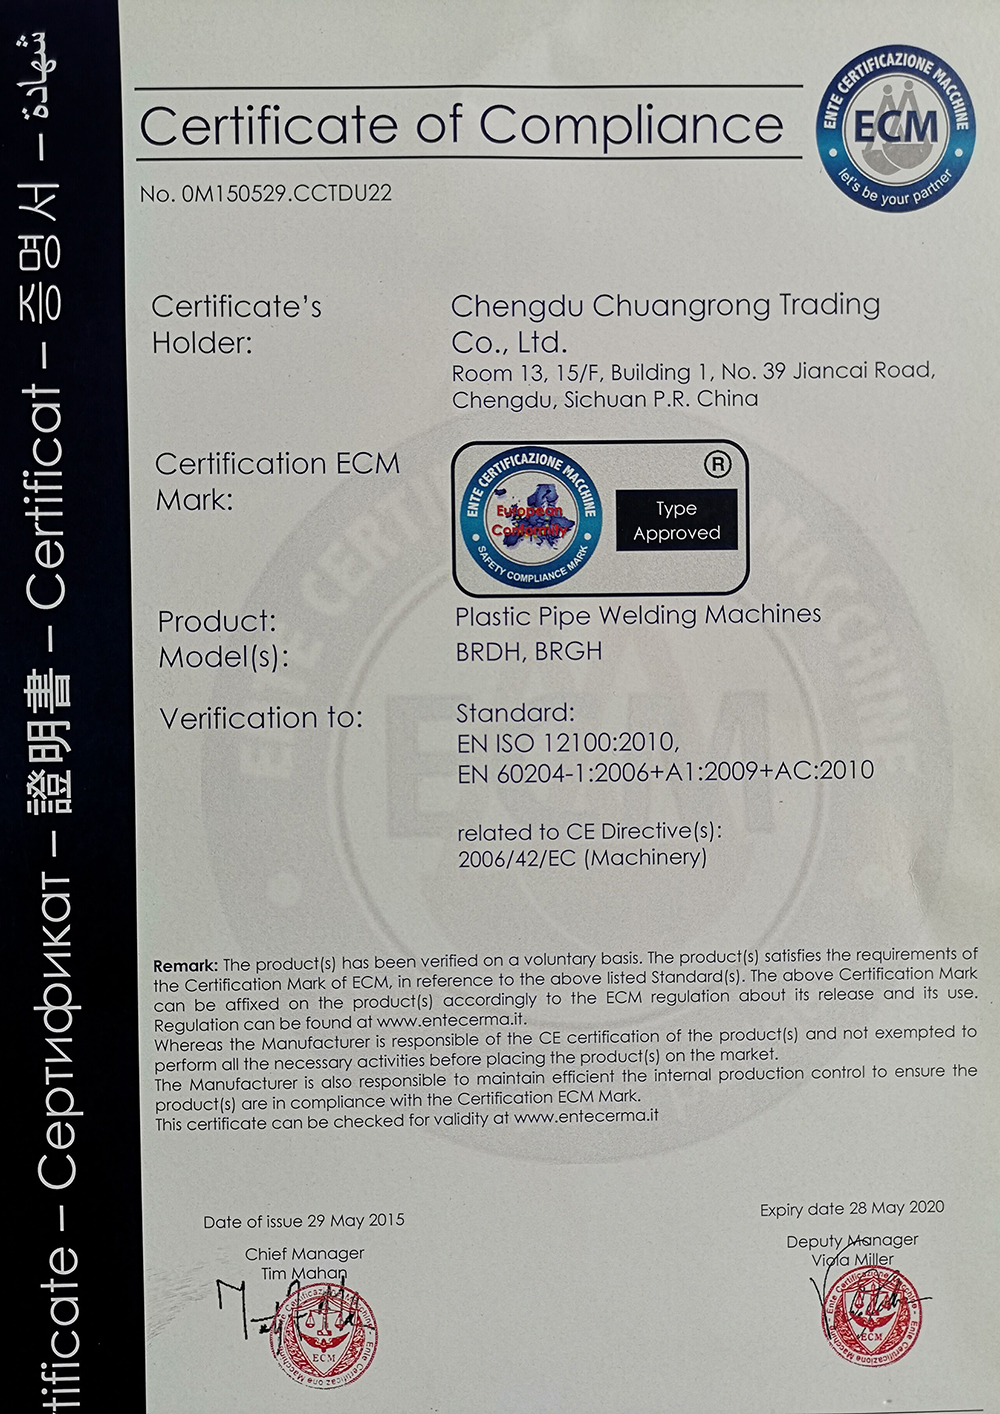 شهادة – 증명서 – Certificat – 證明書 – Сертификат – tificate
Certificate of Compliance
ENTE CERTIFICAZIONE MACCHINE
ECM
let's be your partner
No. 0M150529.CCTDU22
Certificate's
Holder:
Chengdu Chuangrong Trading
Co., Ltd.
Room 13, 15/F, Building 1, No. 39 Jiancai Road,
Chengdu, Sichuan P.R. China
Certification ECM
Mark:
ENTE CERTIFICAZIONE MACCHINE
European
Conformity
SAFETY COMPLIANCE MARK
®
Type
Approved
Product:
Plastic Pipe Welding Machines
Model(s):
BRDH, BRGH
Verification to:
Standard:
EN ISO 12100:2010,
EN 60204-1:2006+A1:2009+AC:2010
related to CE Directive(s):
2006/42/EC (Machinery)
Remark: The product(s) has been verified on a voluntary basis. The product(s) satisfies the requirements of
the Certification Mark of ECM, in reference to the above listed Standard(s). The above Certification Mark
can be affixed on the product(s) accordingly to the ECM regulation about its release and its use.
Regulation can be found at www.entecerma.it.
Whereas the Manufacturer is responsible of the CE certification of the product(s) and not exempted to
perform all the necessary activities before placing the product(s) on the market.
The Manufacturer is also responsible to maintain efficient the internal production control to ensure the
product(s) are in compliance with the Certification ECM Mark.
This certificate can be checked for validity at www.entecerma.it
Date of issue 29 May 2015
Expiry date 28 May 2020
Chief Manager
Tim Mahan
Deputy Manager
Viola Miller
Ente Certificazione Macchine
ECM
Ente Certificazione Macchine
ECM